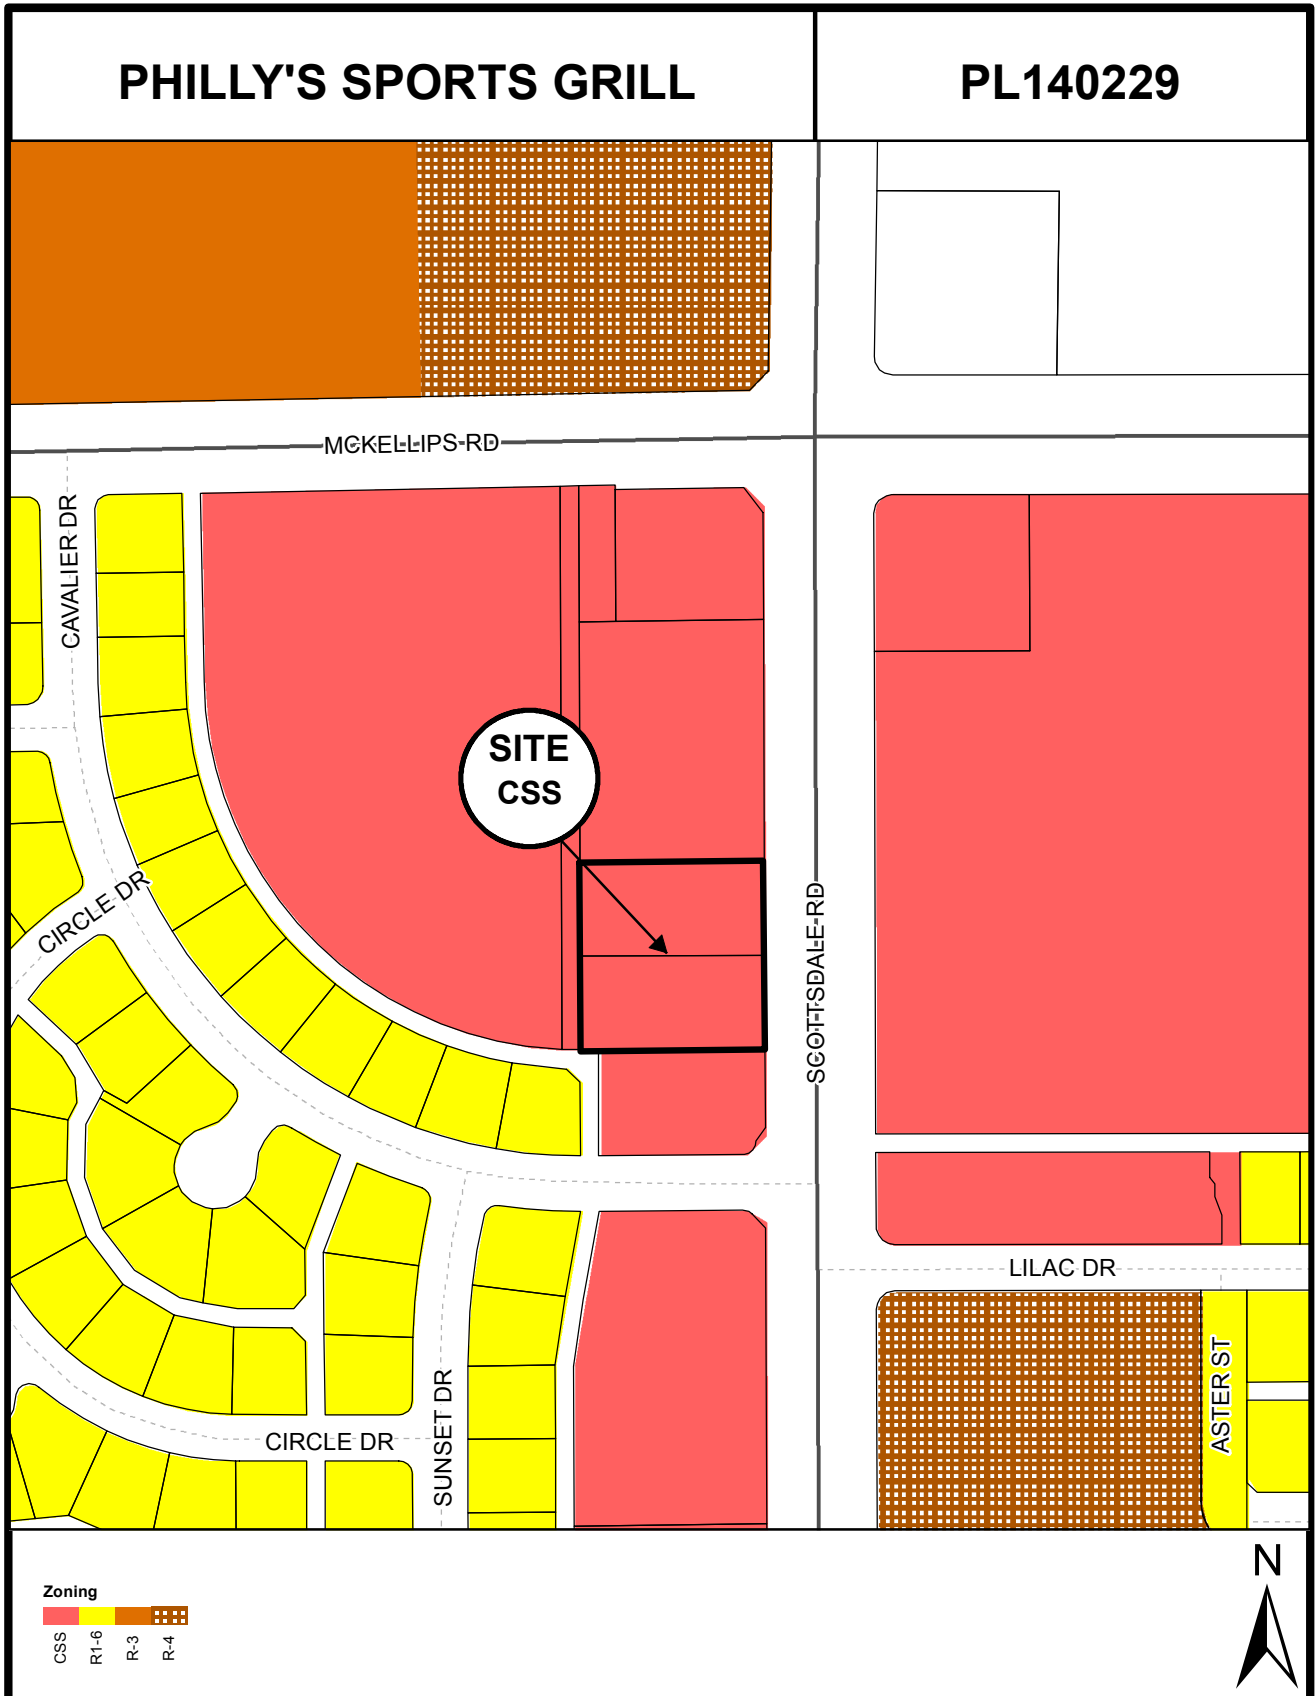 PHILLY'S SPORTS GRILL
PL140229
MCKELLIPS RD
CAVALIER DR
SITE
CSS
CIRCLE DR
SCOTTSDALE RD
LILAC DR
ASTER ST
SUNSET DR
CIRCLE DR
N
Zoning
CSS
R1-6
R-3
R-4